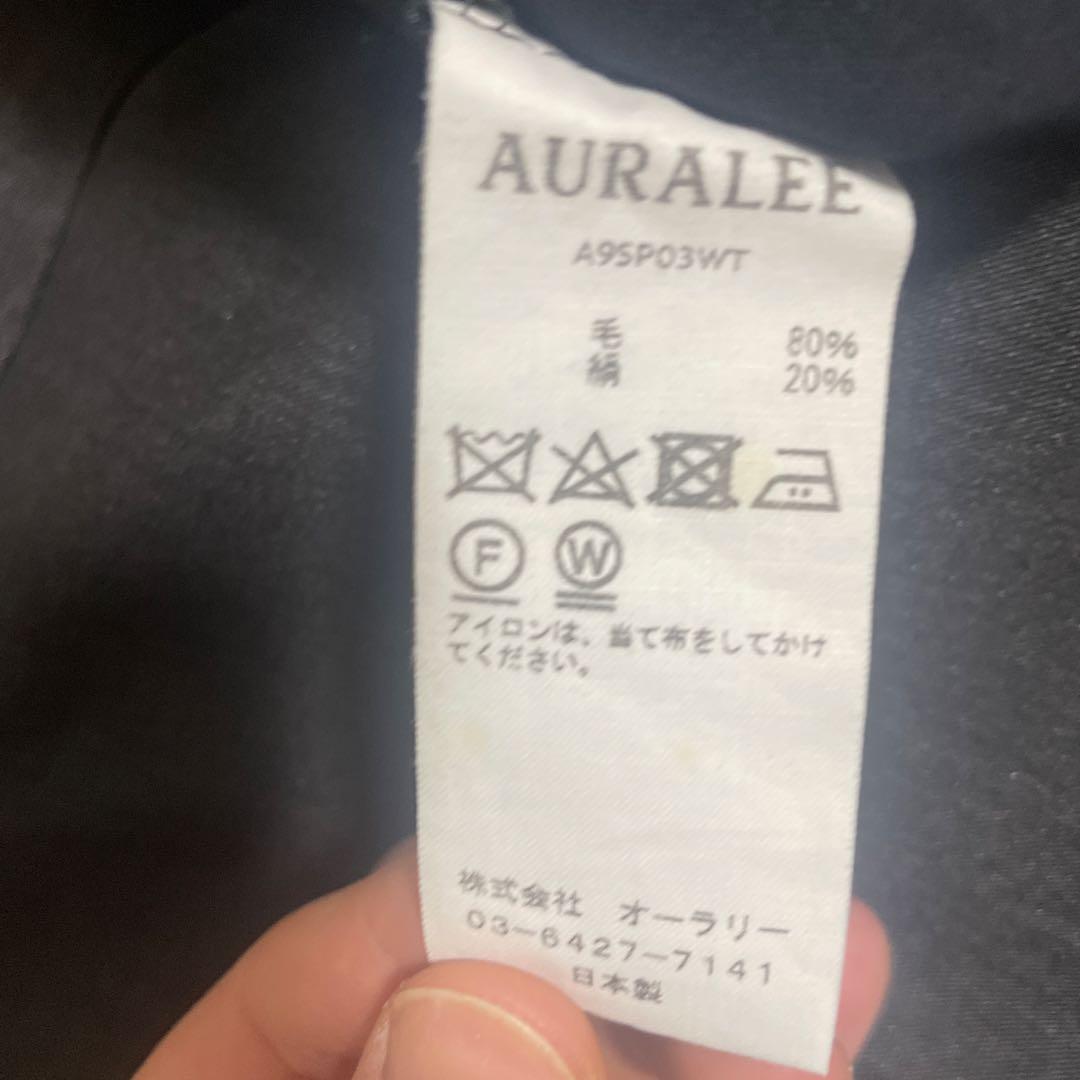 AURALEE
A9SP03WT
毛 80%
絹 20%
F W
アイロンは、当て布をしてかけ
てください。
株式会社 オーラリー
03-6427-7141
日本製